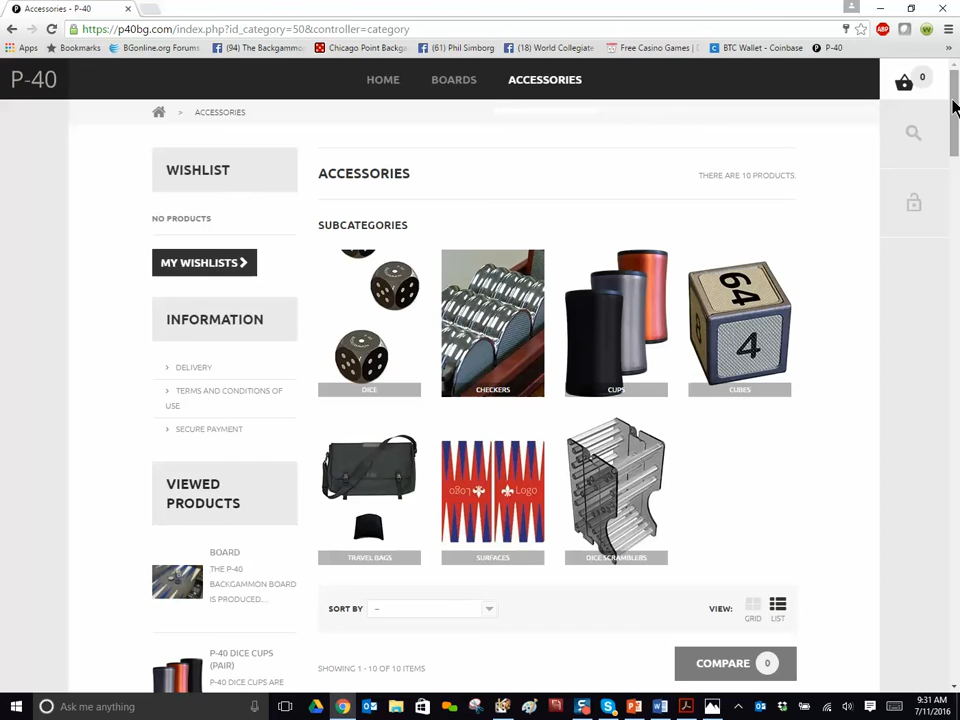 Accessories - P-40
https://p40bg.com/index.php?id_category=50&controller=category
Apps
Bookmarks
BGonline.org Forums
(94) The Backgammon
Chicago Point Backga
(61) Phil Simborg
(18) World Collegiate
Free Casino Games |
BTC Wallet - Coinbase
P-40
P-40
HOME
BOARDS
ACCESSORIES
0
> ACCESSORIES
WISHLIST
NO PRODUCTS
MY WISHLISTS
INFORMATION
DELIVERY
TERMS AND CONDITIONS OF
USE
SECURE PAYMENT
VIEWED
PRODUCTS
BOARD
THE P-40
BACKGAMMON BOARD
IS PRODUCED....
P-40 DICE CUPS
(PAIR)
P-40 DICE CUPS ARE
ACCESSORIES
THERE ARE 10 PRODUCTS.
SUBCATEGORIES
64
4
DICE
CHECKERS
CUPS
CUBES
Logo
Logo
TRAVEL BAGS
SURFACES
DICE SCRAMBLERS
SORT BY
--
VIEW:
GRID
LIST
SHOWING 1 - 10 OF 10 ITEMS
COMPARE 0
Ask me anything
9:31 AM
7/11/2016